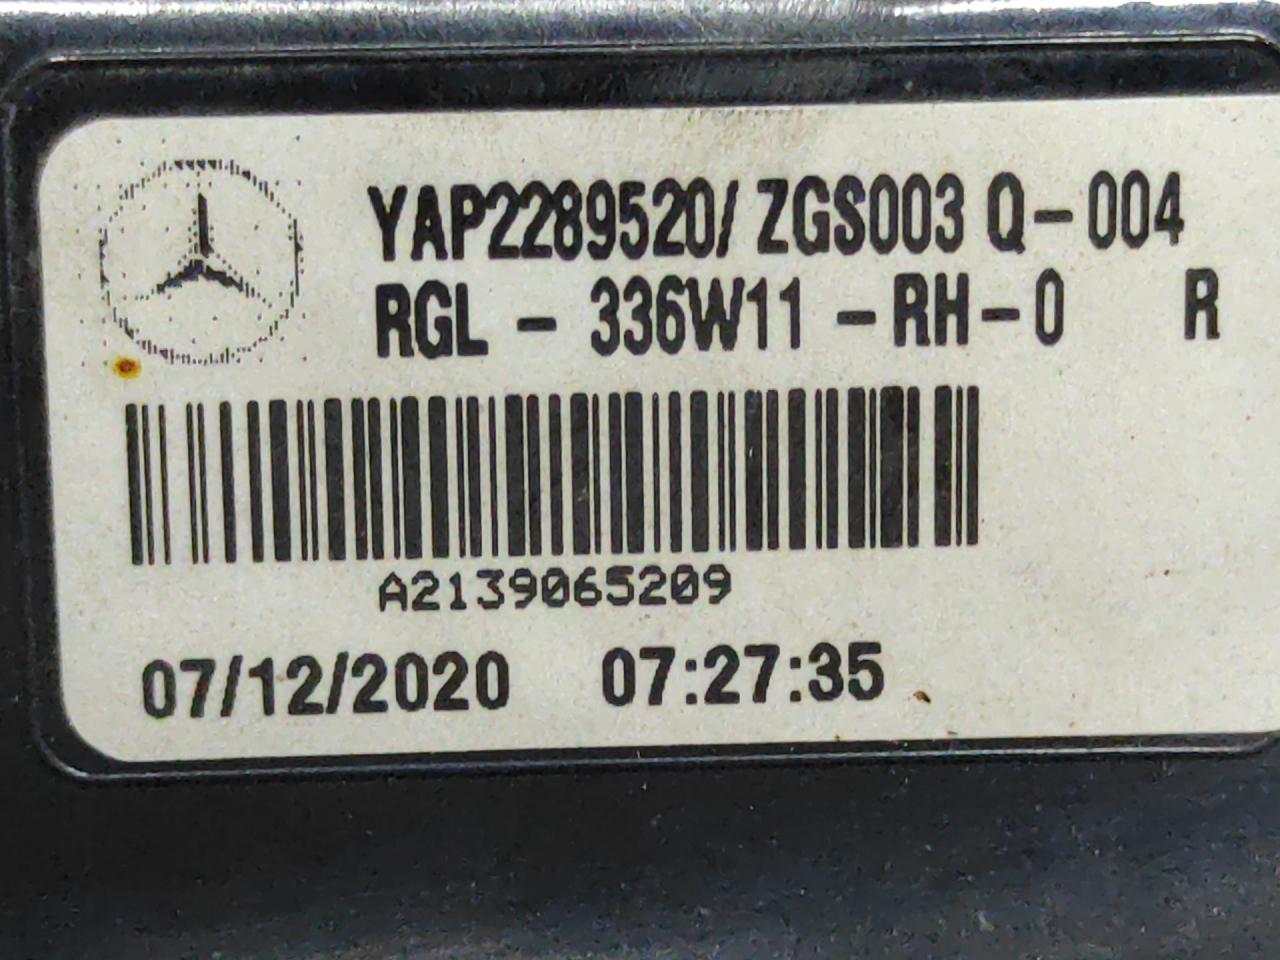 YAP2289520/ ZGS003 Q-004
RGL - 336W11 -RH-0 R
A2139065209
07/12/2020 07:27:35